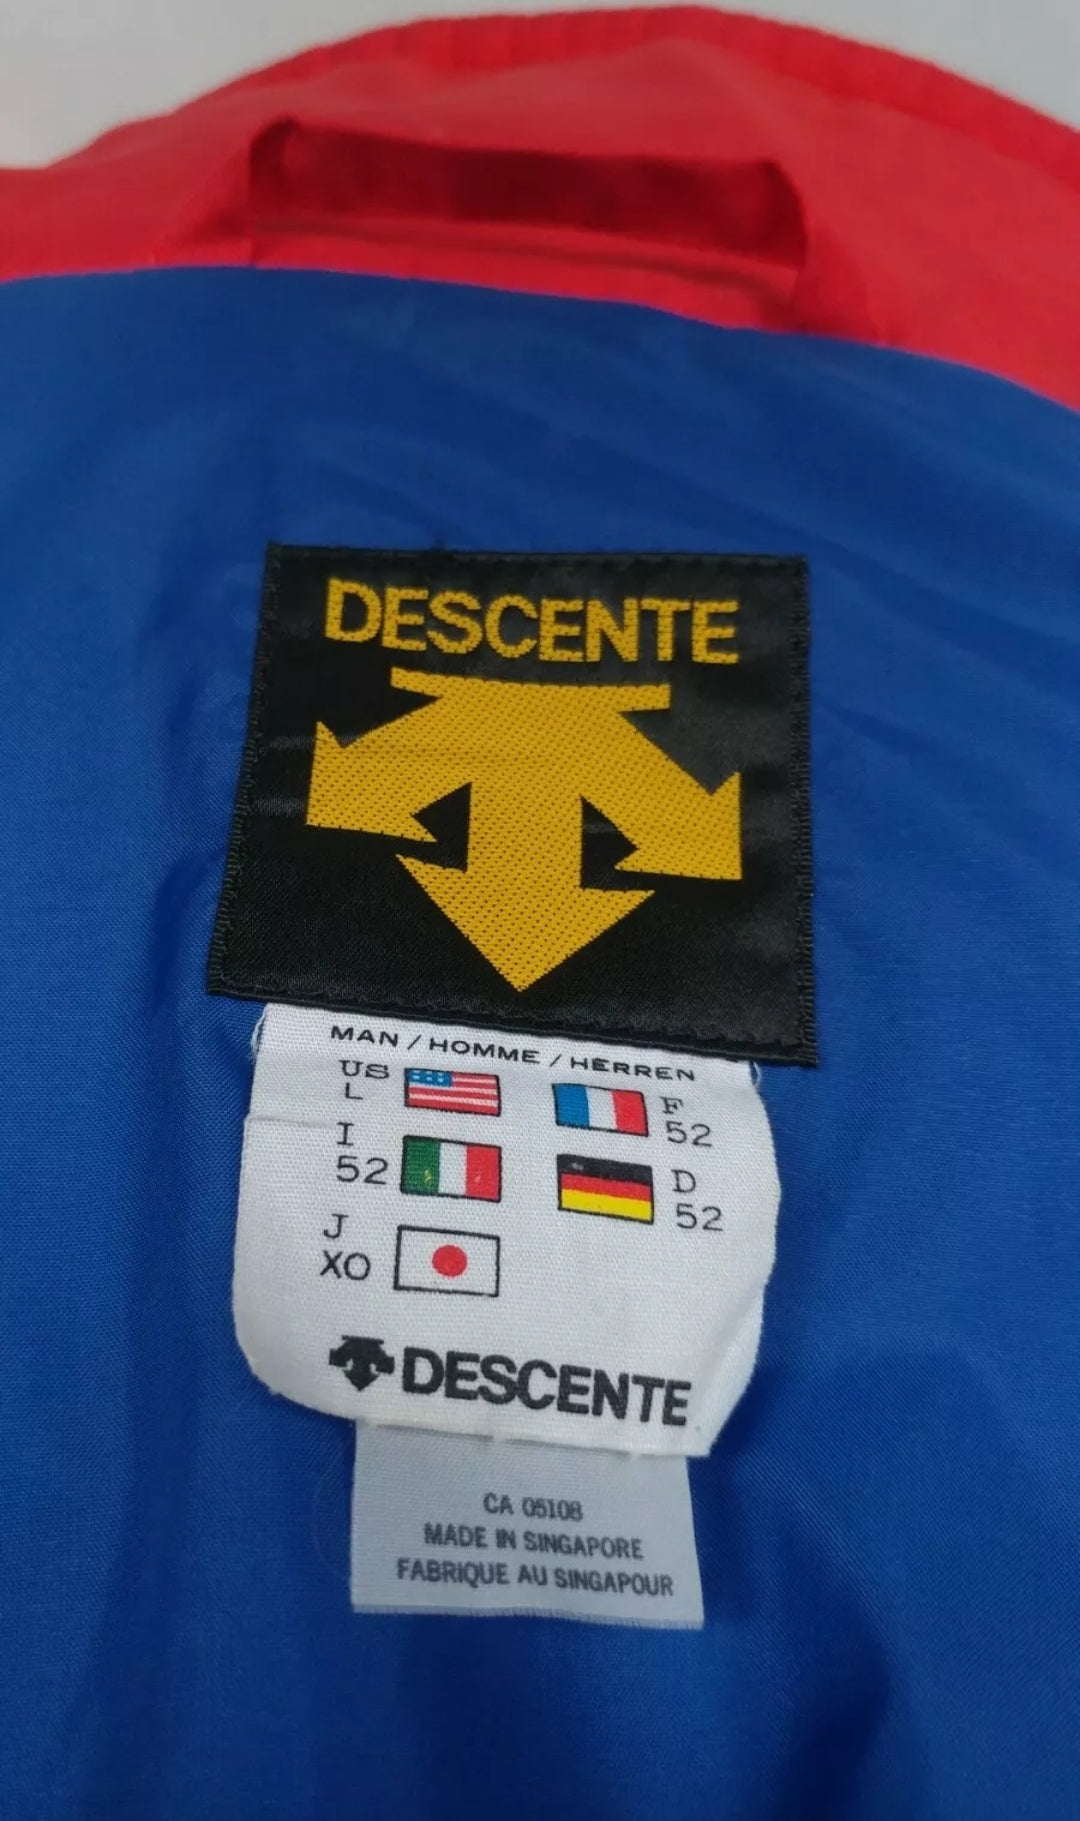 DESCENTE
MAN / HOMME / HERREN
US L
F 52
I 52
D 52
J XO
DESCENTE
CA 05108
MADE IN SINGAPORE
FABRIQUE AU SINGAPOUR